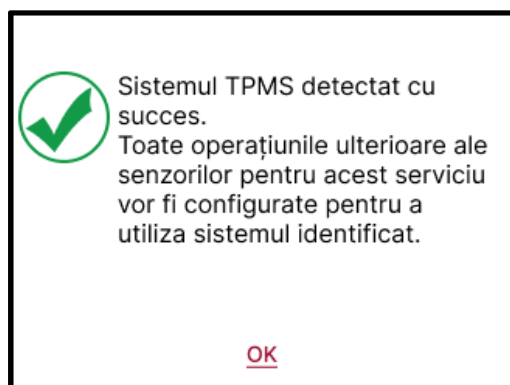 Sistemul TPMS detectat cu
succes.
Toate operațiunile ulterioare ale
senzorilor pentru acest serviciu
vor fi configurate pentru a
utiliza sistemul identificat.
OK